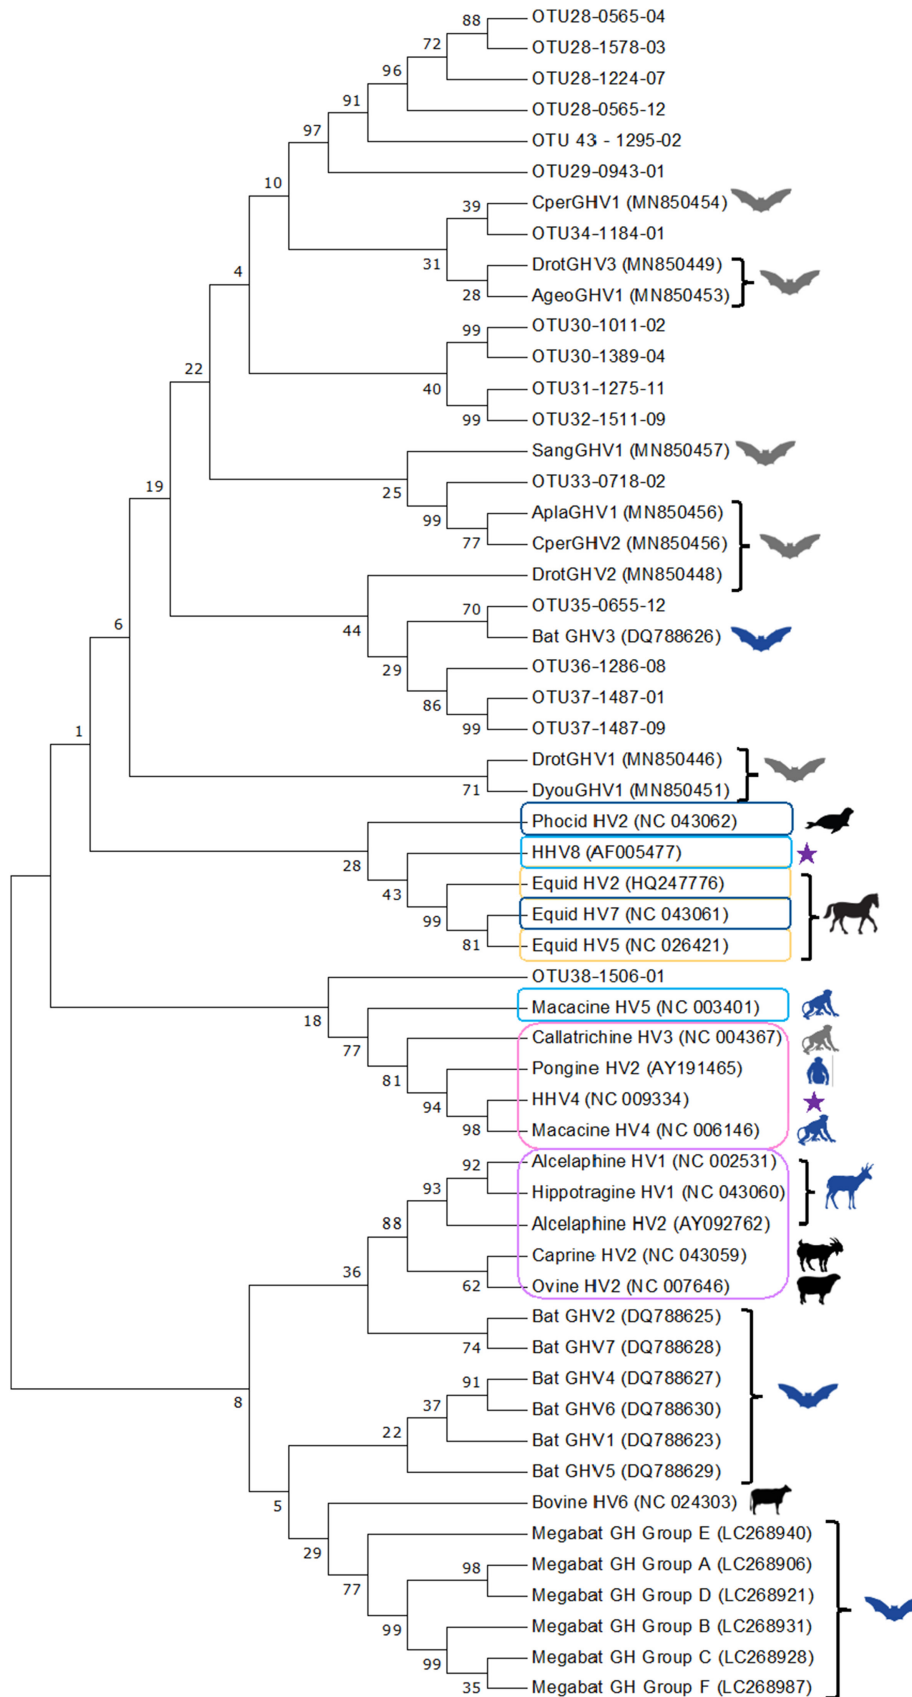 88
OTU28-0565-04
72
OTU28-1578-03
96
OTU28-1224-07
91
OTU28-0565-12
97
OTU 43 - 1295-02
OTU29-0943-01
10
39
CperGHV1 (MN850454)
OTU34-1184-01
31
DrotGHV3 (MN850449)
4
28
AgeoGHV1 (MN850453)
99
OTU30-1011-02
OTU30-1389-04
22
40
OTU31-1275-11
99
OTU32-1511-09
SangGHV1 (MN850457)
19
25
OTU33-0718-02
99
AplaGHV1 (MN850456)
77
CperGHV2 (MN850456)
DrotGHV2 (MN850448)
6
44
70
OTU35-0655-12
Bat GHV3 (DQ788626)
29
OTU36-1286-08
86
OTU37-1487-01
99
OTU37-1487-09
1
DrotGHV1 (MN850446)
71
DyouGHV1 (MN850451)
Phocid HV2 (NC 043062)
28
HHV8 (AF005477)
43
Equid HV2 (HQ247776)
99
Equid HV7 (NC 043061)
81
Equid HV5 (NC 026421)
OTU38-1506-01
18
Macacine HV5 (NC 003401)
77
Callatrichine HV3 (NC 004367)
81
Pongine HV2 (AY191465)
94
HHV4 (NC 009334)
98
Macacine HV4 (NC 006146)
92
Alcelaphine HV1 (NC 002531)
93
Hippotragine HV1 (NC 043060)
88
Alcelaphine HV2 (AY092762)
36
Caprine HV2 (NC 043059)
62
Ovine HV2 (NC 007646)
Bat GHV2 (DQ788625)
74
Bat GHV7 (DQ788628)
8
91
Bat GHV4 (DQ788627)
37
Bat GHV6 (DQ788630)
22
Bat GHV1 (DQ788623)
Bat GHV5 (DQ788629)
5
Bovine HV6 (NC 024303)
29
Megabat GH Group E (LC268940)
77
98
Megabat GH Group A (LC268906)
Megabat GH Group D (LC268921)
99
Megabat GH Group B (LC268931)
99
Megabat GH Group C (LC268928)
35
Megabat GH Group F (LC268987)